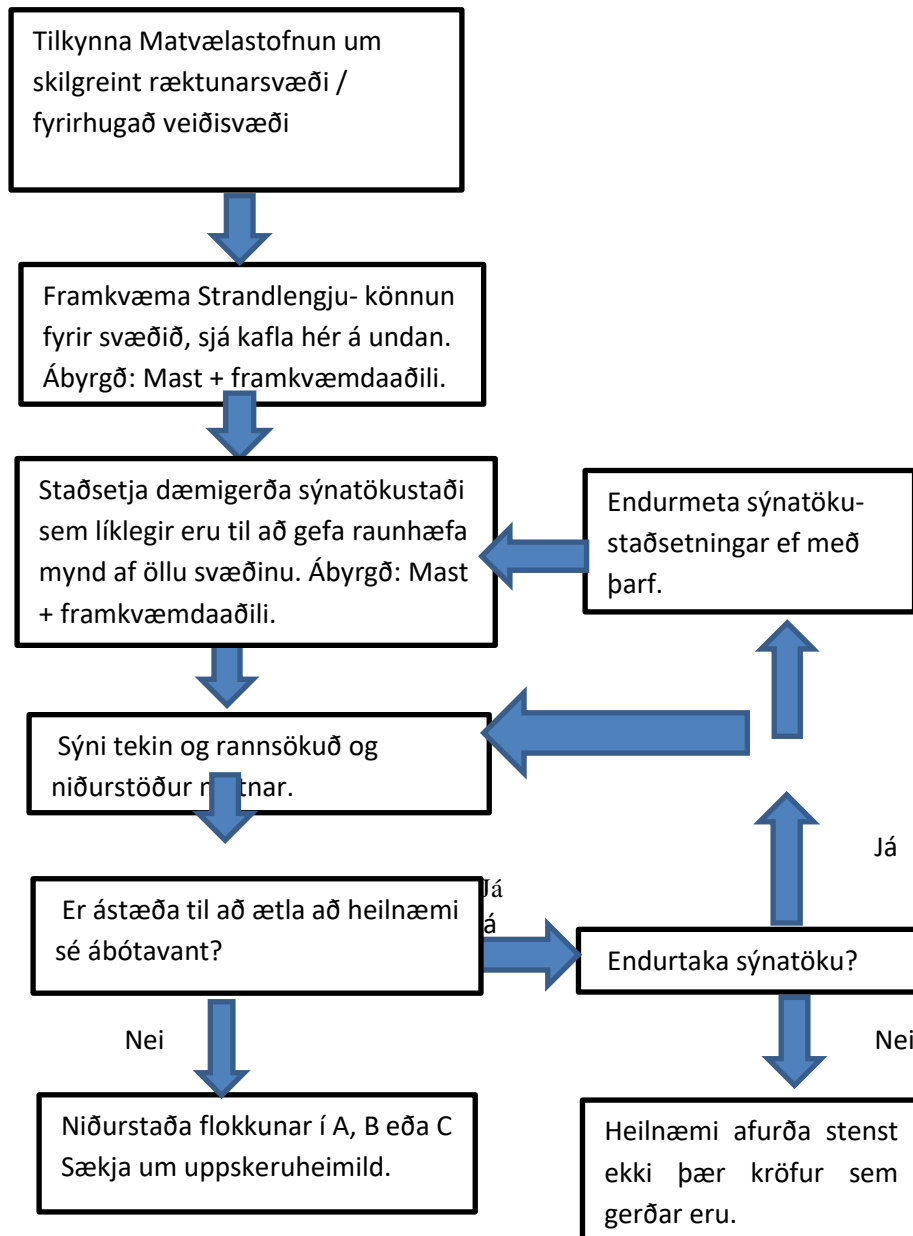 Tilkynna Matvælastofnun um
skilgreint ræktunarsvæði /
fyrirhugað veiðisvæði
Framkvæma Strandlengju- könnun
fyrir svæðið, sjá kafla hér á undan.
Ábyrgð: Mast + framkvæmdaaðili.
Staðsetja dæmigerða sýnatökustaði
sem líklegir eru til að gefa raunhæfa
mynd af öllu svæðinu. Ábyrgð: Mast
+ framkvæmdaaðili.
Endurmeta sýnatöku-
staðsetningar ef með
þarf.
Sýni tekin og rannsökuð og
niðurstöður
Já
Er ástæða til að ætla að heilnæmi
sé ábótavant?
Já
Endurtaka sýnatöku?
Nei
Nei
Niðurstaða flokkunar í A, B eða C
Sækja um uppskeruheimild.
Heilnæmi afurða stenst
ekki þær kröfur sem
gerðar eru.